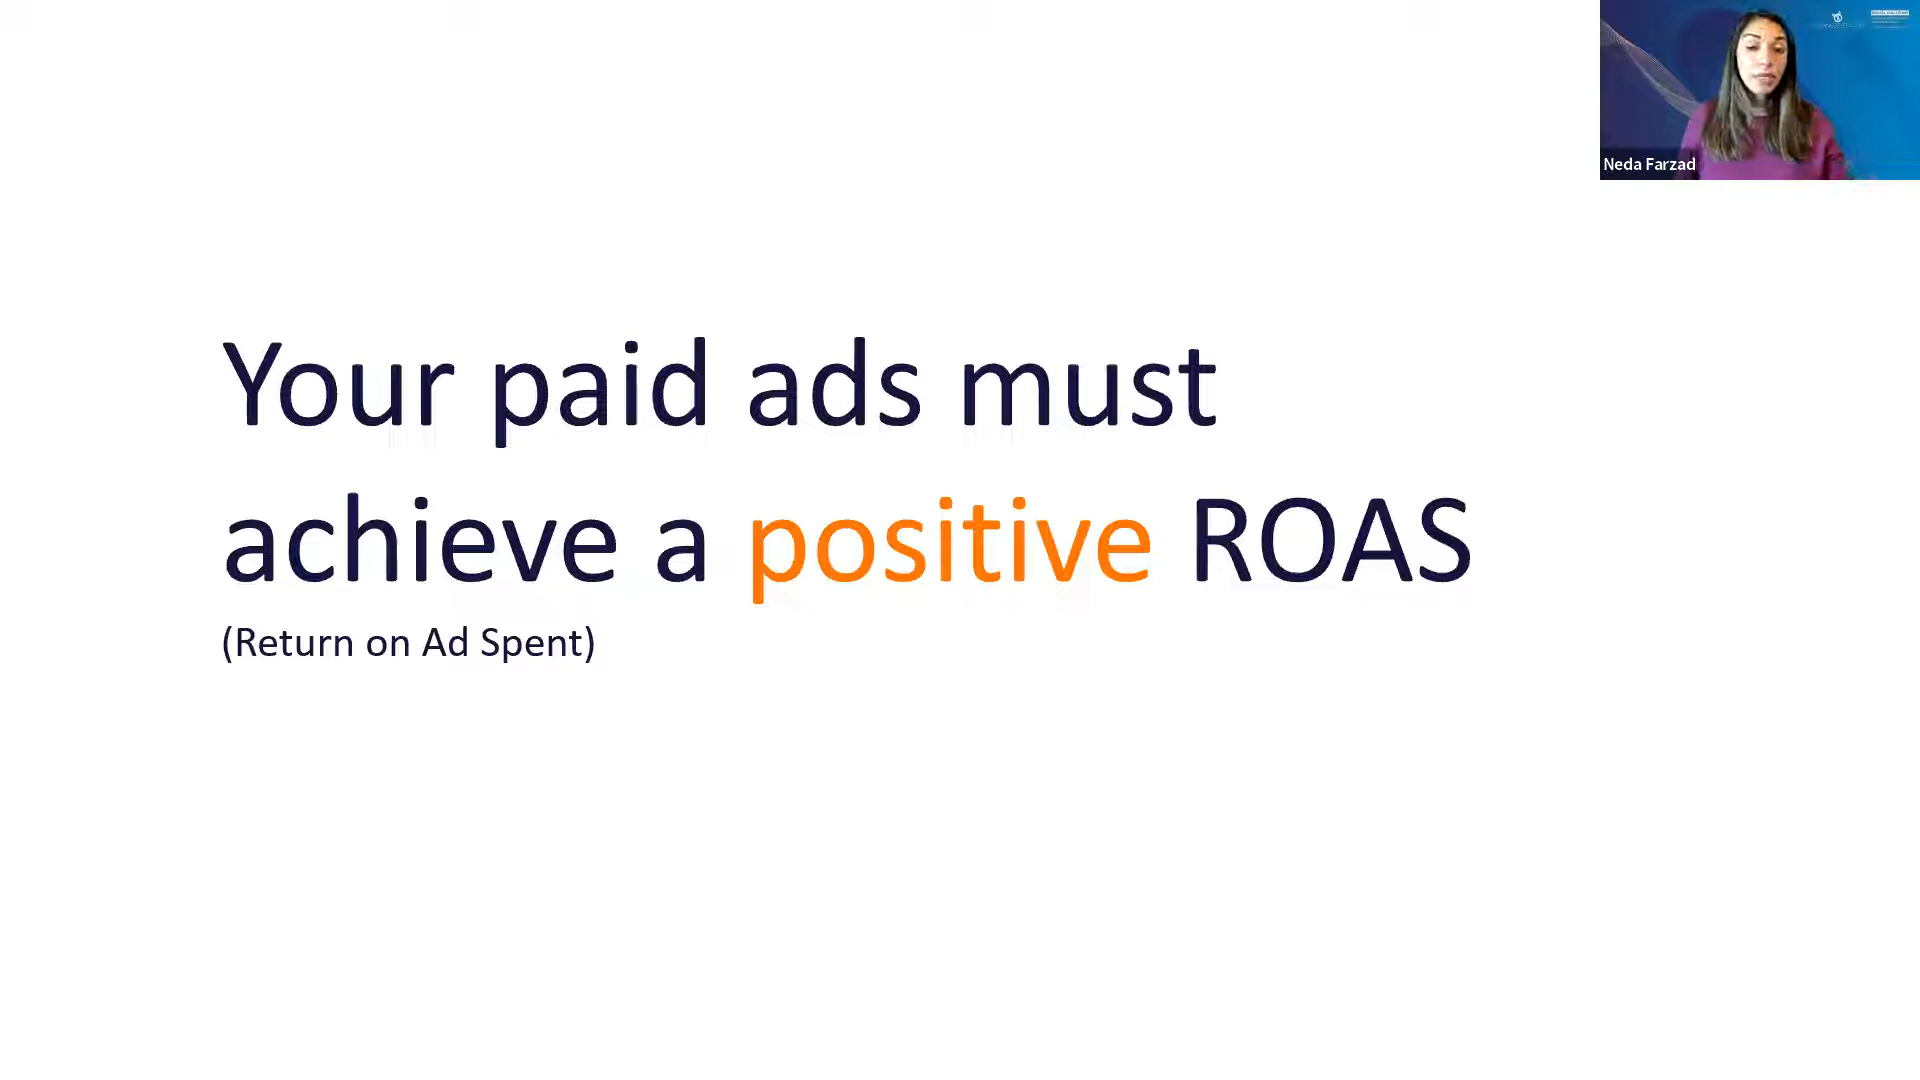 Your paid ads must
achieve a positive ROAS
(Return on Ad Spent)
Neda Farzad